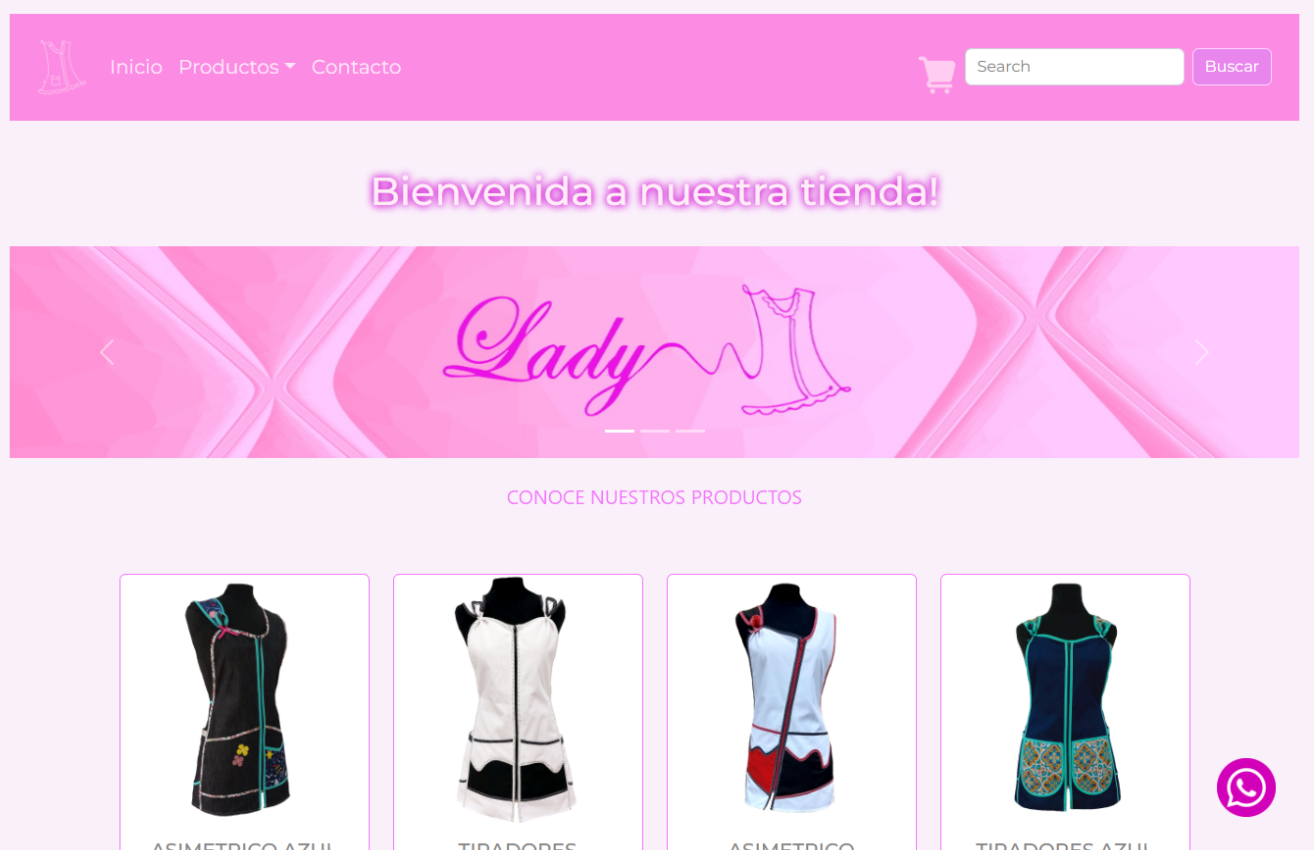 Inicio Productos Contacto Search Buscar
Bienvenida a nuestra tienda!
Lady
CONOCE NUESTROS PRODUCTOS
ASIMETRICO AZUL TIRADORES ASIMETRICO TIRADORES AZUL